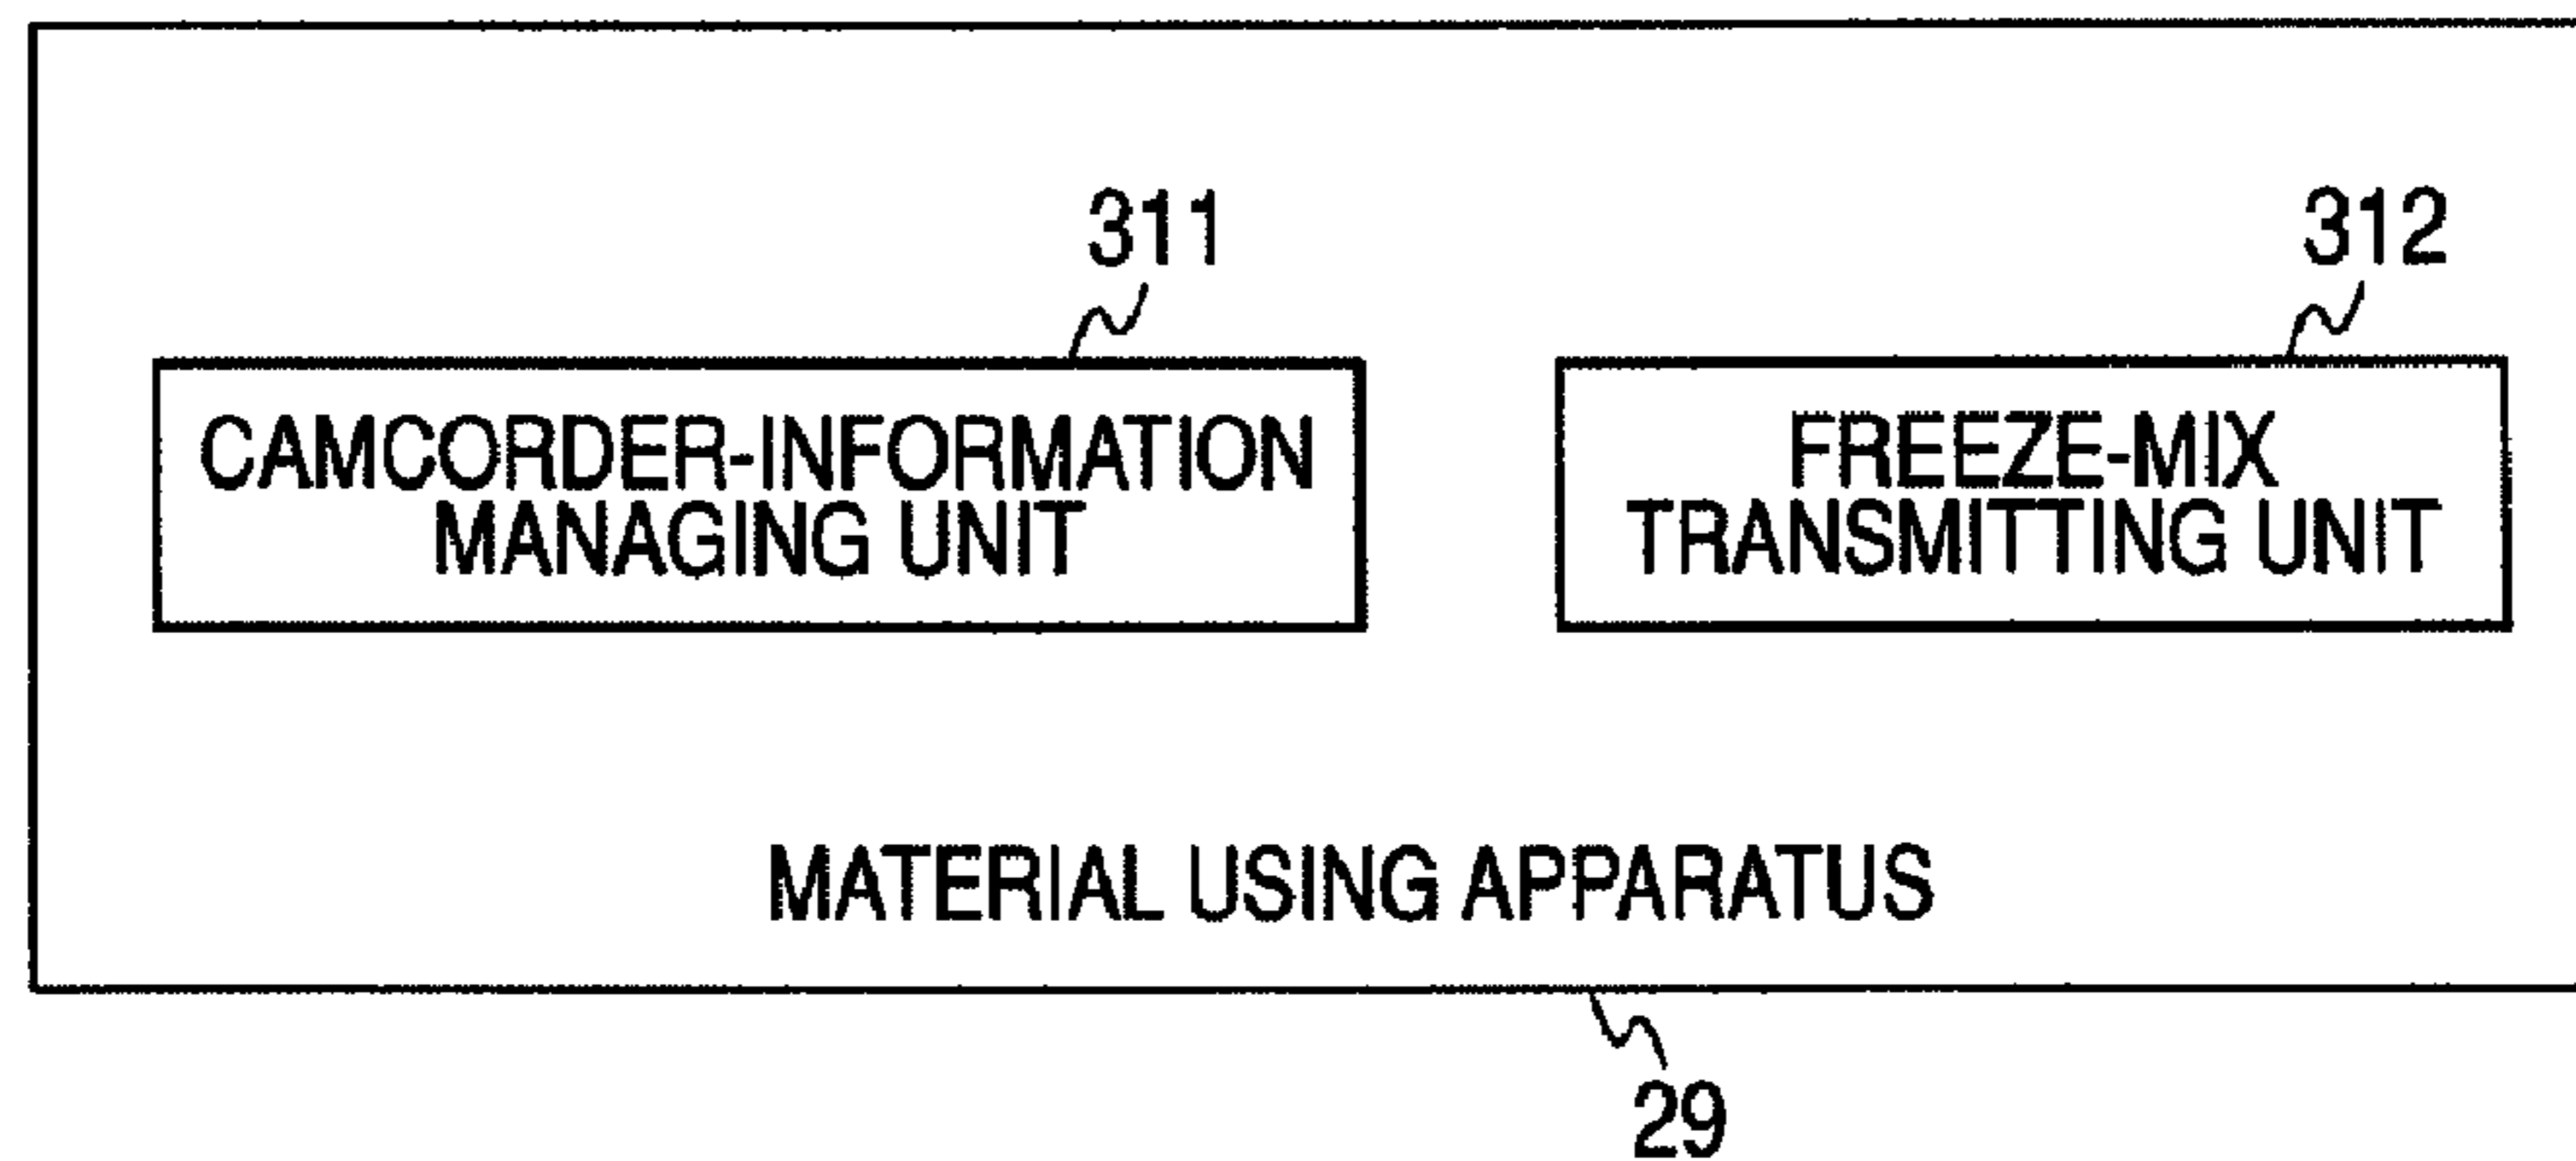 311
312
CAMCORDER-INFORMATION
MANAGING UNIT
FREEZE-MIX
TRANSMITTING UNIT
MATERIAL USING APPARATUS
29